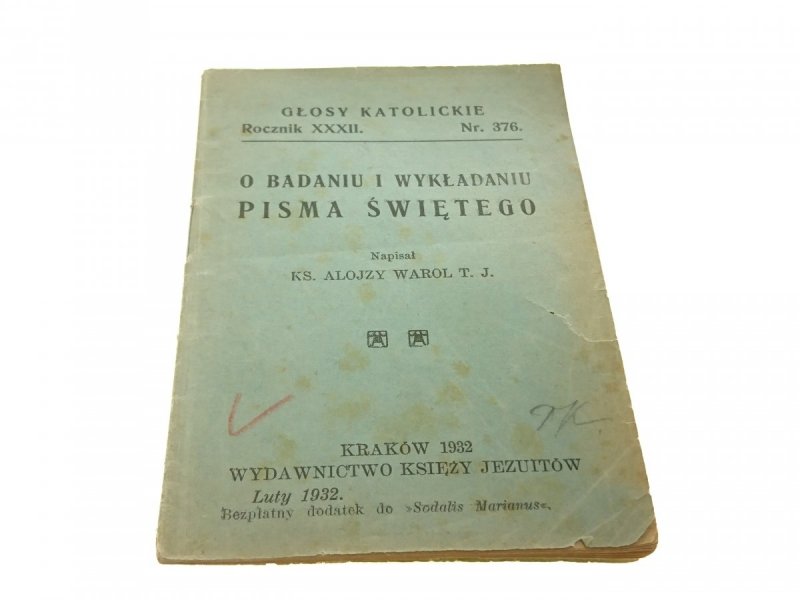 GŁOSY KATOLICKIE
Rocznik XXXII. Nr. 376.
O BADANIU I WYKŁADANIU
PISMA ŚWIĘTEGO
Napisał
KS. ALOJZY WAROL T. J.
KRAKÓW 1932
WYDAWNICTWO KSIĘŻY JEZUITÓW
Luty 1932.
Bezpłatny dodatek do »Sodalis Marianus«.